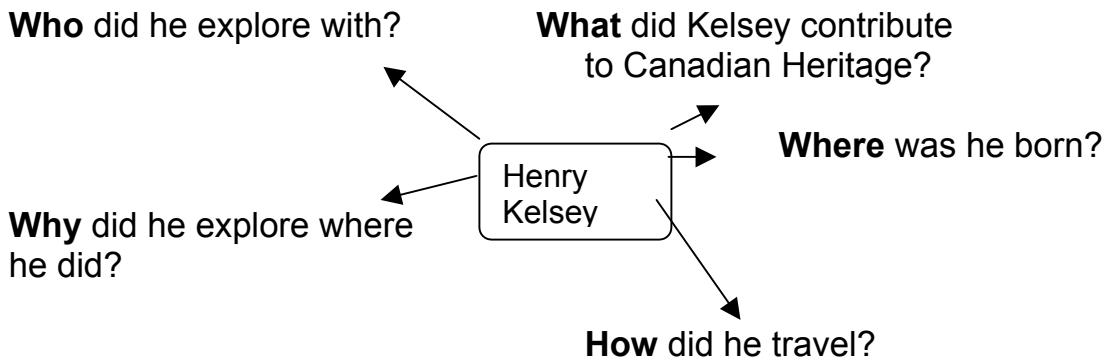 Who did he explore with?
What did Kelsey contribute
to Canadian Heritage?
Where was he born?
Henry
Kelsey
Why did he explore where
he did?
How did he travel?